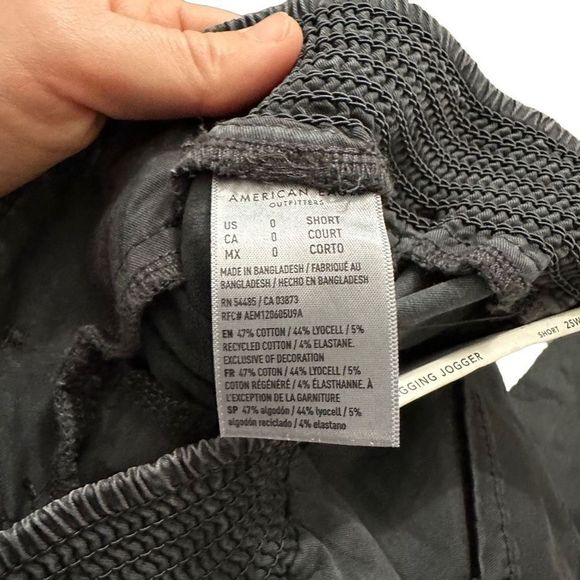 AMERICAN
OUTFITTERS
US 0 SHORT
CA 0 COURT
MX 0 CORTO
MADE IN BANGLADESH / FABRIQUÉ AU
BANGLADESH / HECHO EN BANGLADESH
RN 54485 / CA 03873
RFC# AEM120605U9A
EN 47% COTTON / 44% LYOCELL / 5%
RECYCLED COTTON / 4% ELASTANE.
EXCLUSIVE OF DECORATION
FR 47% COTON / 44% LYOCELL / 5%
COTON RÉGÉNÉRÉ / 4% ÉLASTHANNE. À
L'EXCEPTION DE LA GARNITURE
SP 47% algodón / 44% lyocell / 5%
algodón reciclado / 4% elastano
SHORT 25W
GGING JOGGER